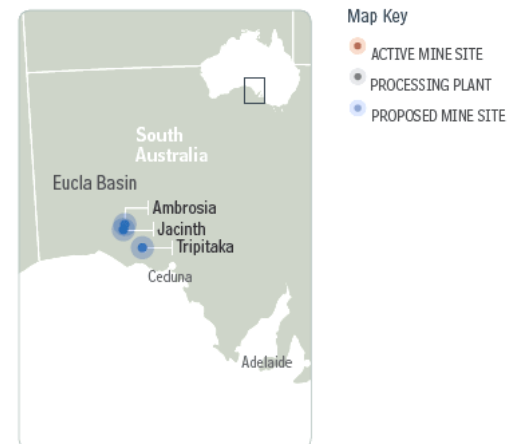 Map Key
ACTIVE MINE SITE
PROCESSING PLANT
PROPOSED MINE SITE
South
Australia
Eucla Basin
Ambrosia
Jacinth
Tripitaka
Ceduna
Adelaide